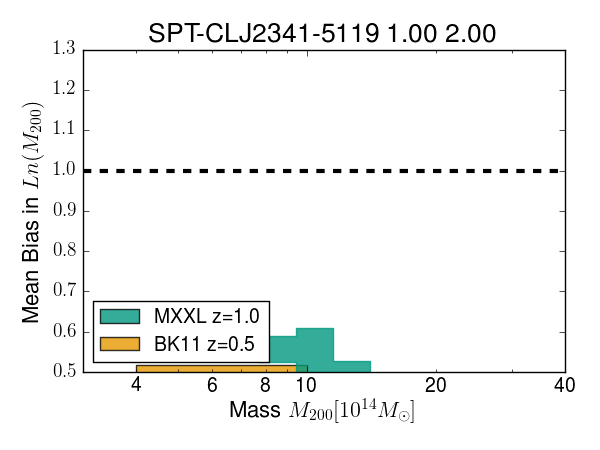 SPT-CLJ2341-5119 1.00 2.00
1.3
1.2
1.1
1.0
0.9
0.8
0.7
0.6
0.5
Mean Bias in Ln(M₂₀₀)
MXXL z=1.0
BK11 z=0.5
4 6 8 10 20 40
Mass M₂₀₀[10¹⁴M☉]